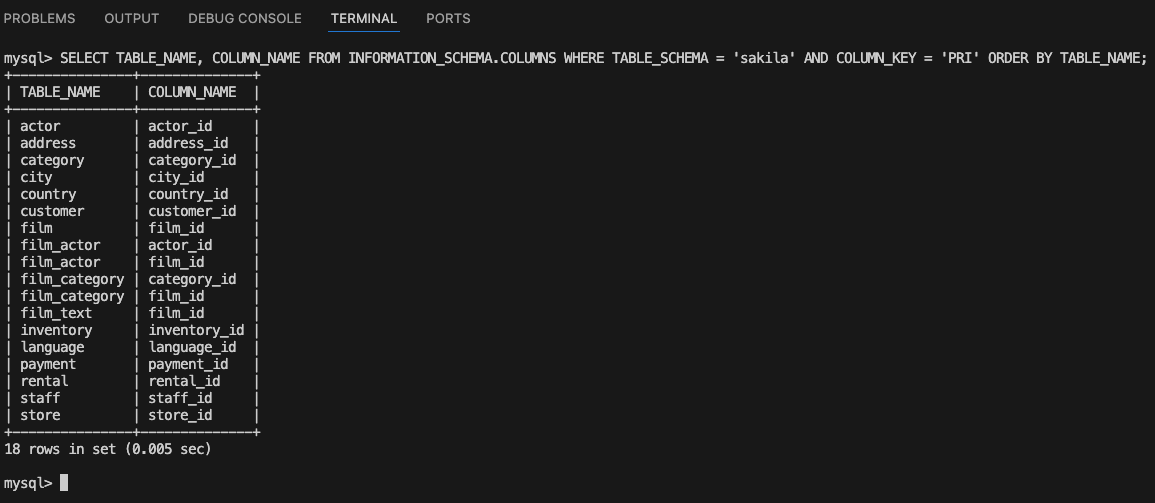 PROBLEMS OUTPUT DEBUG CONSOLE TERMINAL PORTS
mysql> SELECT TABLE_NAME, COLUMN_NAME FROM INFORMATION_SCHEMA.COLUMNS WHERE TABLE_SCHEMA = 'sakila' AND COLUMN_KEY = 'PRI' ORDER BY TABLE_NAME;
+---------------+--------------+
| TABLE_NAME    | COLUMN_NAME  |
+---------------+--------------+
| actor         | actor_id     |
| address       | address_id   |
| category      | category_id  |
| city          | city_id      |
| country       | country_id   |
| customer      | customer_id  |
| film          | film_id      |
| film_actor    | actor_id     |
| film_actor    | film_id      |
| film_category | category_id  |
| film_category | film_id      |
| film_text     | film_id      |
| inventory     | inventory_id |
| language      | language_id  |
| payment       | payment_id   |
| rental        | rental_id    |
| staff         | staff_id     |
| store         | store_id     |
+---------------+--------------+
18 rows in set (0.005 sec)
mysql>